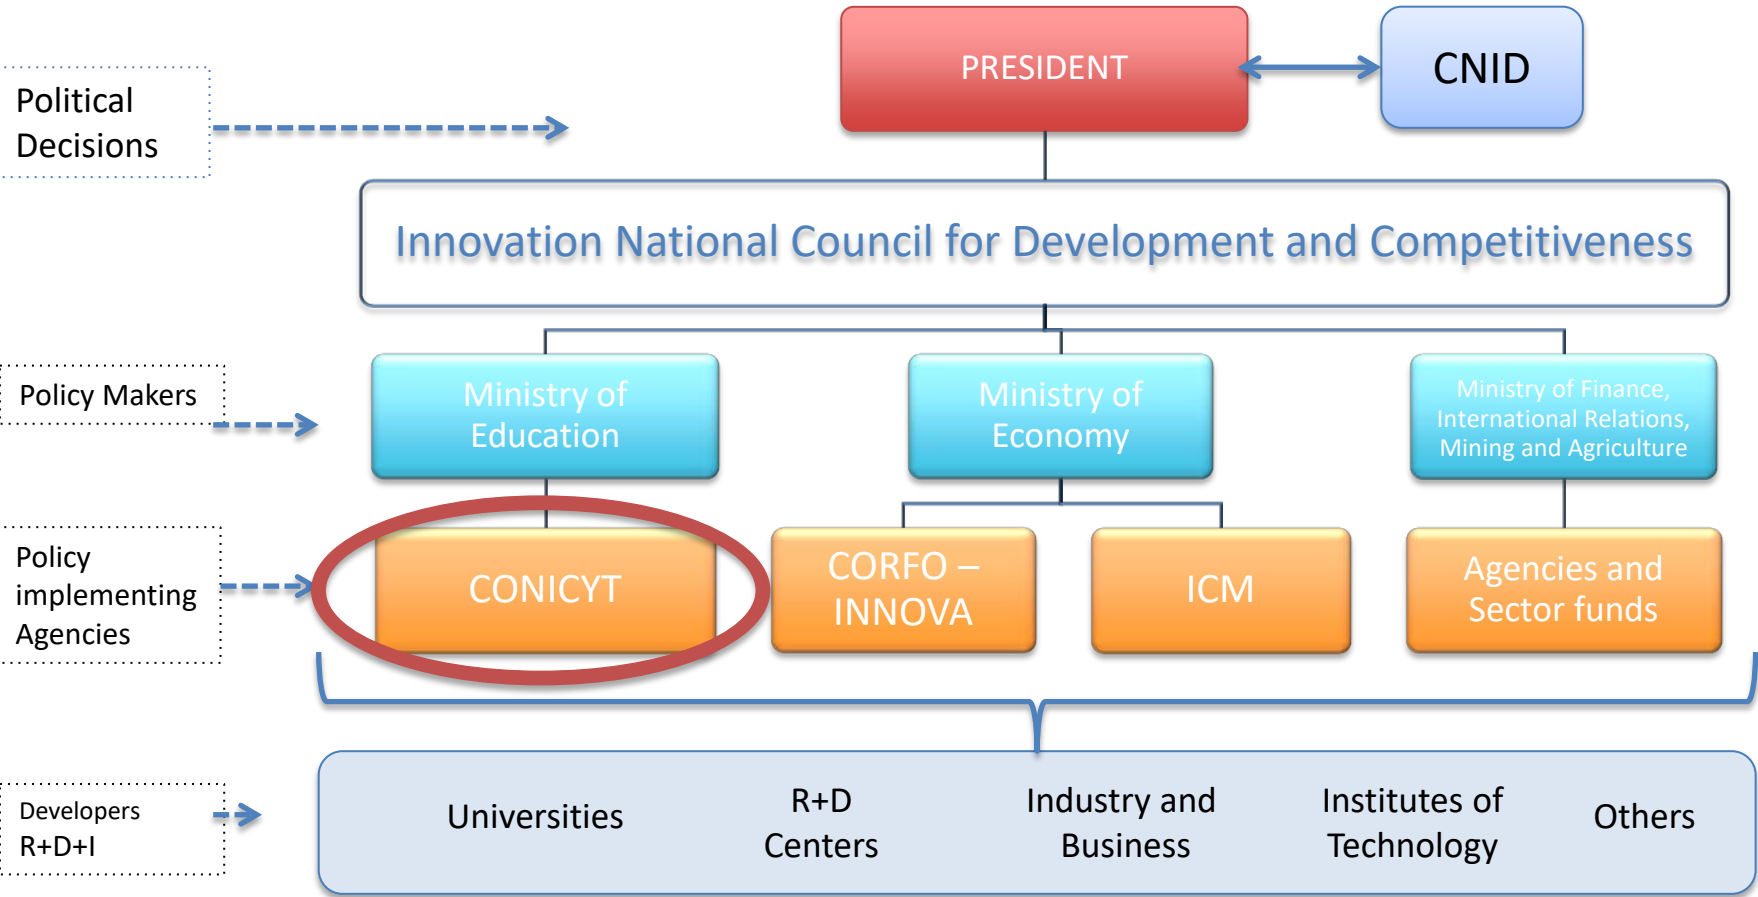 PRESIDENT
CNID
Political
Decisions
Innovation National Council for Development and Competitiveness
Policy Makers
Ministry of
Education
Ministry of
Economy
Ministry of Finance,
International Relations,
Mining and Agriculture
Policy
implementing
Agencies
CONICYT
CORFO –
INNOVA
ICM
Agencies and
Sector funds
Developers
R+D+I
Universities
R+D
Centers
Industry and
Business
Institutes of
Technology
Others